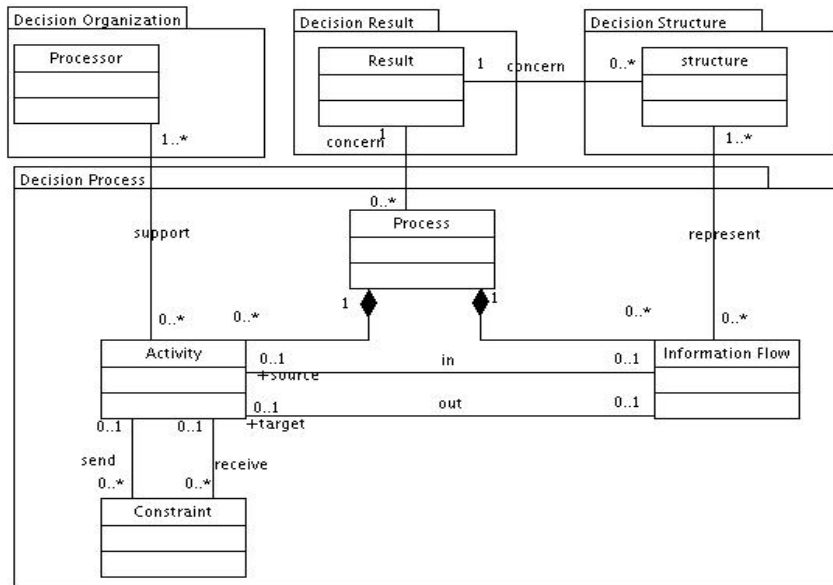 Decision Organization
Decision Result
Decision Structure
Processor
Result
structure
1
concern
0..*
1..*
1
concern
1..*
Decision Process
0..*
Process
support
represent
1
1
0..*
0..*
0..*
0..*
Activity
Information Flow
0..1
in
0..1
+source
0..1
out
0..1
+target
0..1
0..1
send
receive
0..*
0..*
Constraint